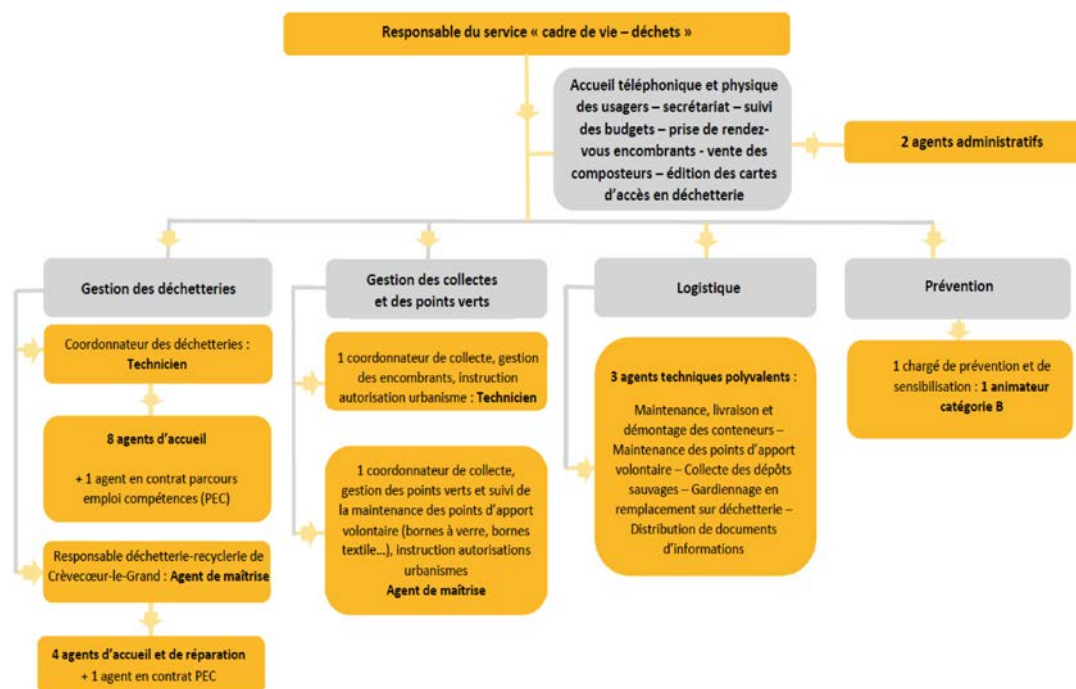 Responsable du service « cadre de vie – déchets »
Accueil téléphonique et physique
des usagers – secrétariat – suivi
des budgets – prise de rendez-
vous encombrants - vente des
composteurs – édition des cartes
d'accès en déchetterie
2 agents administratifs
Gestion des déchetteries
Coordonnateur des déchetteries :
Technicien
8 agents d'accueil
+ 1 agent en contrat parcours
emploi compétences (PEC)
Responsable déchetterie-recyclerie de
Crèvecœur-le-Grand : Agent de maîtrise
4 agents d'accueil et de réparation
+ 1 agent en contrat PEC
Gestion des collectes
et des points verts
1 coordonnateur de collecte, gestion
des encombrants, instruction
autorisation urbanisme : Technicien
1 coordonnateur de collecte,
gestion des points verts et suivi de
la maintenance des points d'apport
volontaire (bornes à verre, bornes
textile...), instruction autorisations
urbanismes
Agent de maîtrise
Logistique
3 agents techniques polyvalents :
Maintenance, livraison et
démontage des conteneurs –
Maintenance des points d'apport
volontaire – Collecte des dépôts
sauvages – Gardiennage en
remplacement sur déchetterie –
Distribution de documents
d'informations
Prévention
1 chargé de prévention et de
sensibilisation : 1 animateur
catégorie B